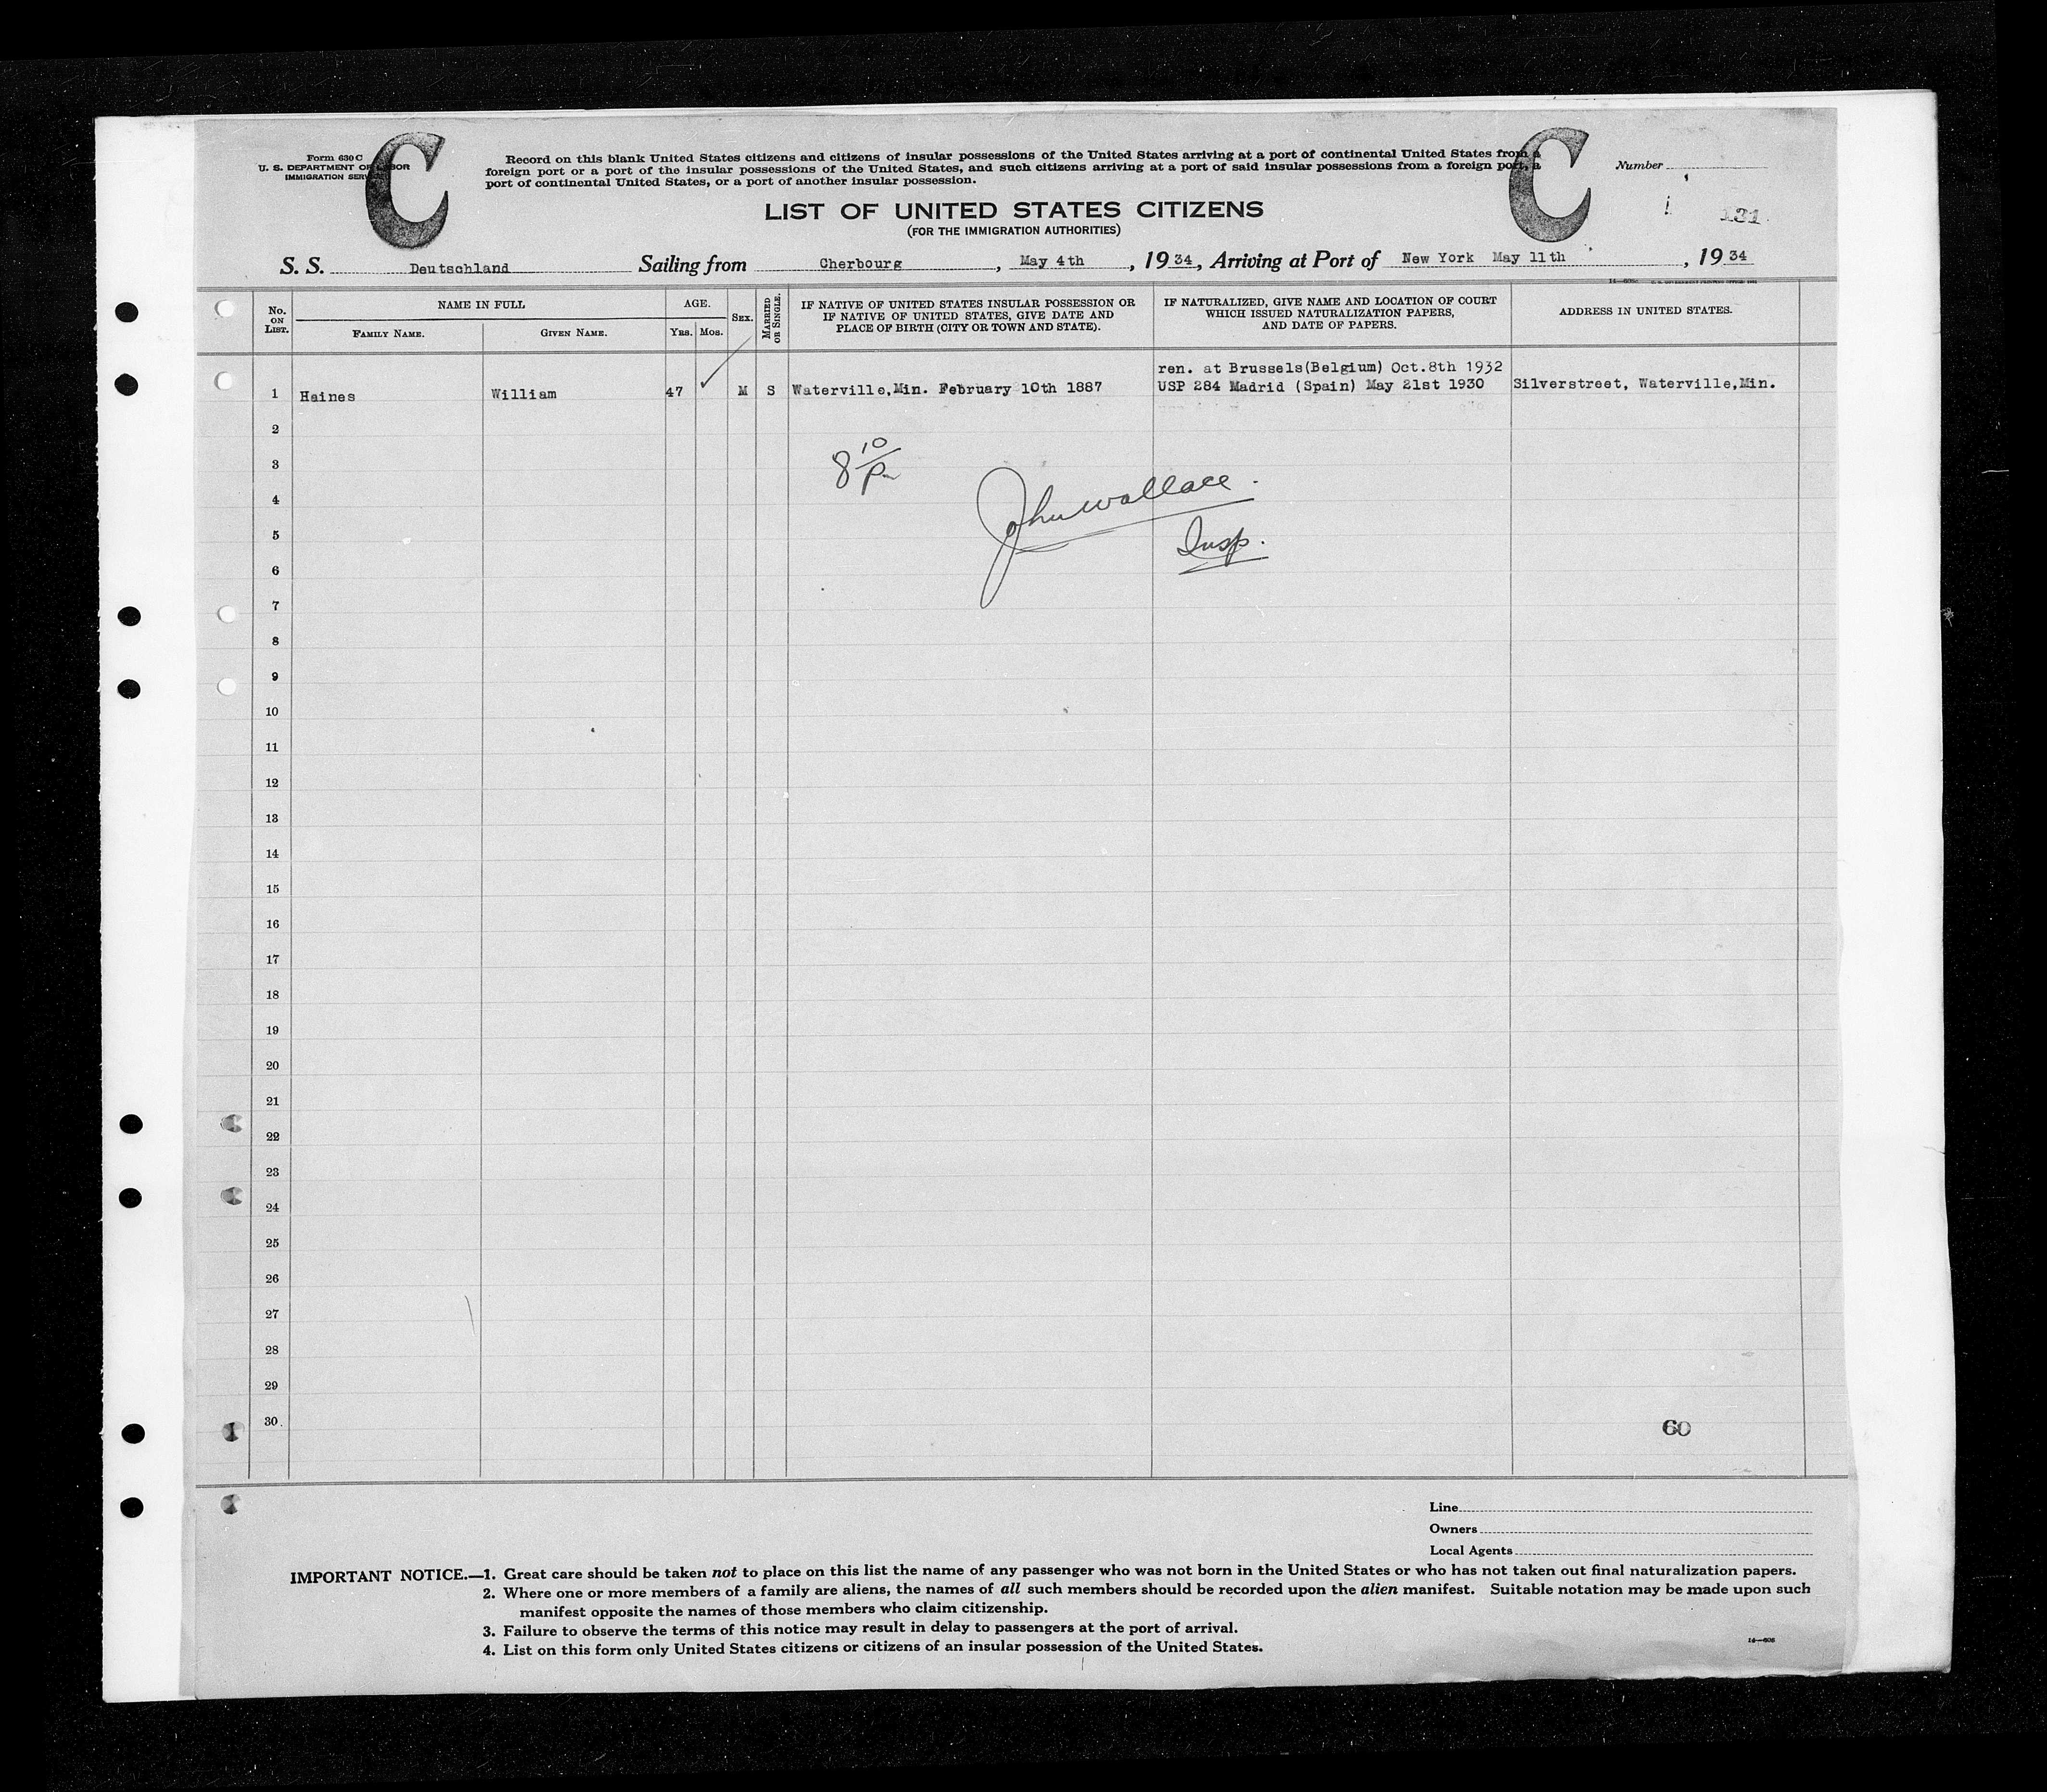 Form 630 C
U. S. DEPARTMENT OF LABOR
IMMIGRATION SERVICE
C
Record on this blank United States citizens and citizens of insular possessions of the United States arriving at a port of continental United States from a
foreign port or a port of the insular possessions of the United States, and such citizens arriving at a port of said insular possessions from a foreign port, a
port of continental United States, or a port of another insular possession.
C
Number
131
LIST OF UNITED STATES CITIZENS
(FOR THE IMMIGRATION AUTHORITIES)
S. S. Deutschland Sailing from Cherbourg, May 4th, 1934, Arriving at Port of New York May 11th, 1934
No. ON LIST.
NAME IN FULL
FAMILY NAME.
GIVEN NAME.
AGE.
YRS. MOS.
SEX.
MARRIED OR SINGLE.
IF NATIVE OF UNITED STATES INSULAR POSSESSION OR
IF NATIVE OF UNITED STATES, GIVE DATE AND
PLACE OF BIRTH (CITY OR TOWN AND STATE).
IF NATURALIZED, GIVE NAME AND LOCATION OF COURT
WHICH ISSUED NATURALIZATION PAPERS,
AND DATE OF PAPERS.
ADDRESS IN UNITED STATES.
ren. at Brussels(Belgium) Oct.8th 1932
1 Haines William 47 M S Waterville,Min. February 10th 1887 USP 284 Madrid (Spain) May 21st 1930 Silverstreet, Waterville,Min.
2
3 8 10/Pm
4 John Wallace.
5 Insp.
6
7
8
9
10
11
12
13
14
15
16
17
18
19
20
21
22
23
24
25
26
27
28
29
30
60
Line
Owners
Local Agents
IMPORTANT NOTICE.—1. Great care should be taken not to place on this list the name of any passenger who was not born in the United States or who has not taken out final naturalization papers.
2. Where one or more members of a family are aliens, the names of all such members should be recorded upon the alien manifest. Suitable notation may be made upon such
manifest opposite the names of those members who claim citizenship.
3. Failure to observe the terms of this notice may result in delay to passengers at the port of arrival.
4. List on this form only United States citizens or citizens of an insular possession of the United States.